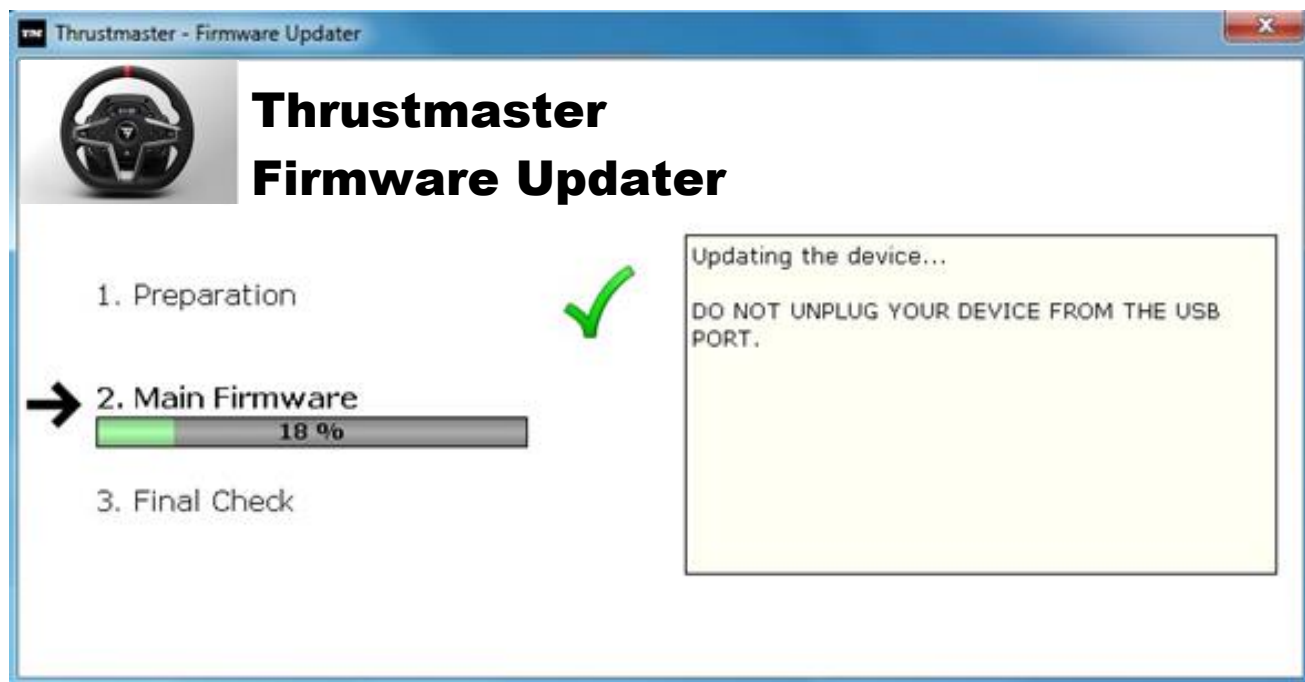 Thrustmaster - Firmware Updater
Thrustmaster
Firmware Updater
1. Preparation
2. Main Firmware
18 %
3. Final Check
Updating the device...
DO NOT UNPLUG YOUR DEVICE FROM THE USB
PORT.